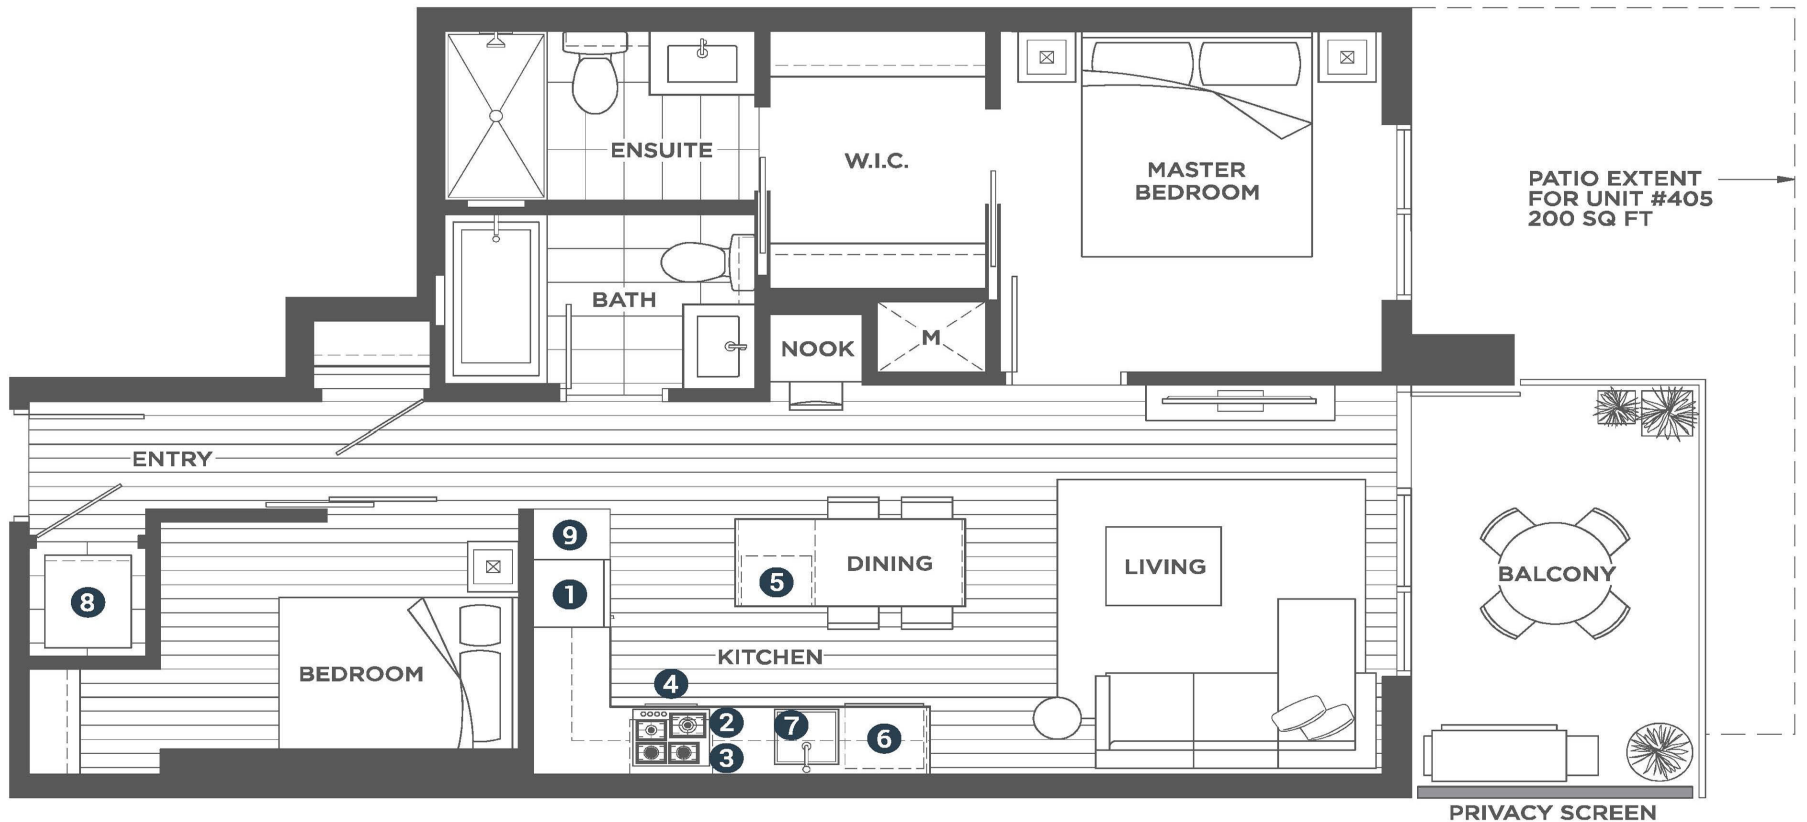 ENSUITE
W.I.C.
MASTER
BEDROOM
PATIO EXTENT
FOR UNIT #405
200 SQ FT
BATH
NOOK
M
ENTRY
9
1
5
DINING
LIVING
BALCONY
8
BEDROOM
KITCHEN
4
2
7
6
3
PRIVACY SCREEN